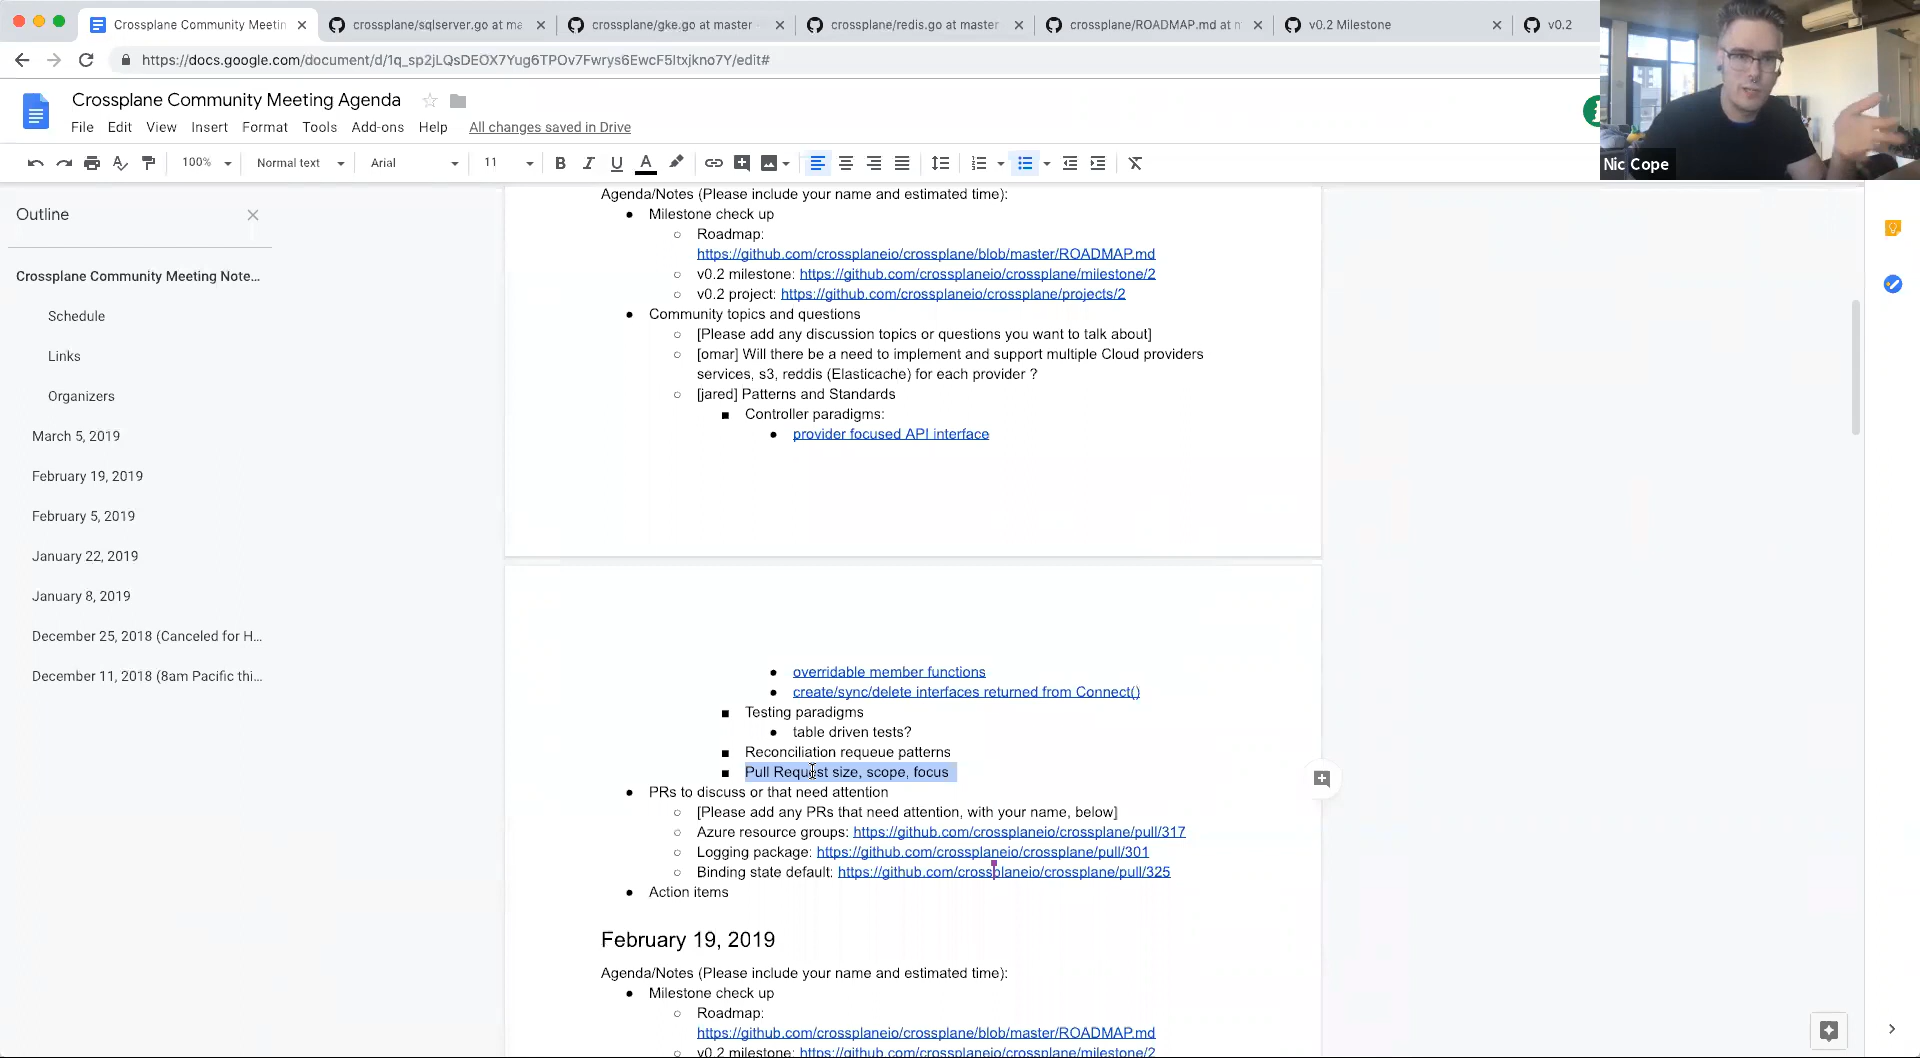 Crossplane Community Meetin
crossplane/sqlserver.go at ma
crossplane/gke.go at master
crossplane/redis.go at master
crossplane/ROADMAP.md at m
v0.2 Milestone
v0.2
https://docs.google.com/document/d/1q_sp2jLQsDEOX7Yug6TPOv7Fwrys6EwcF5Itxjkno7Y/edit#
Crossplane Community Meeting Agenda
File Edit View Insert Format Tools Add-ons Help All changes saved in Drive
100% Normal text Arial 11 B I U A
Nic Cope
Outline
Crossplane Community Meeting Note...
Schedule
Links
Organizers
March 5, 2019
February 19, 2019
February 5, 2019
January 22, 2019
January 8, 2019
December 25, 2018 (Canceled for H...
December 11, 2018 (8am Pacific thi...
Agenda/Notes (Please include your name and estimated time):
● Milestone check up
○ Roadmap:
https://github.com/crossplaneio/crossplane/blob/master/ROADMAP.md
○ v0.2 milestone: https://github.com/crossplaneio/crossplane/milestone/2
○ v0.2 project: https://github.com/crossplaneio/crossplane/projects/2
● Community topics and questions
○ [Please add any discussion topics or questions you want to talk about]
○ [omar] Will there be a need to implement and support multiple Cloud providers
services, s3, reddis (Elasticache) for each provider ?
○ [jared] Patterns and Standards
■ Controller paradigms:
● provider focused API interface
● overridable member functions
● create/sync/delete interfaces returned from Connect()
■ Testing paradigms
● table driven tests?
■ Reconciliation requeue patterns
■ Pull Request size, scope, focus
● PRs to discuss or that need attention
○ [Please add any PRs that need attention, with your name, below]
○ Azure resource groups: https://github.com/crossplaneio/crossplane/pull/317
○ Logging package: https://github.com/crossplaneio/crossplane/pull/301
○ Binding state default: https://github.com/crossplaneio/crossplane/pull/325
● Action items
February 19, 2019
Agenda/Notes (Please include your name and estimated time):
● Milestone check up
○ Roadmap:
https://github.com/crossplaneio/crossplane/blob/master/ROADMAP.md
○ v0.2 milestone: https://github.com/crossplaneio/crossplane/milestone/2